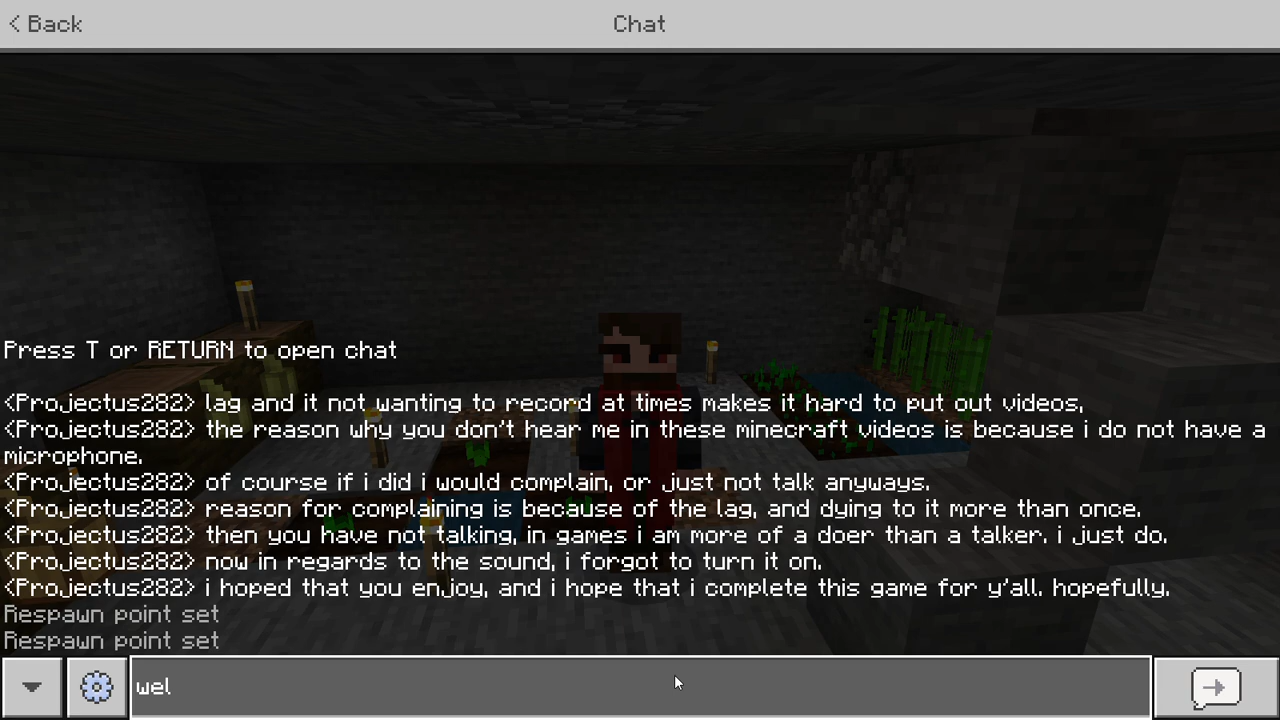 < Back
Chat
Press T or RETURN to open chat
<Projectus282> lag and it not wanting to record at times makes it hard to put out videos,
<Projectus282> the reason why you don't hear me in these minecraft videos is because i do not have a
microphone.
<Projectus282> of course if i did i would complain, or just not talk anyways.
<Projectus282> reason for complaining is because of the lag, and dying to it more than once.
<Projectus282> then you have not talking, in games i am more of a doer than a talker. i just do.
<Projectus282> now in regards to the sound, i forgot to turn it on.
<Projectus282> i hoped that you enjoy, and i hope that i complete this game for y'all. hopefully.
Respawn point set
Respawn point set
wel